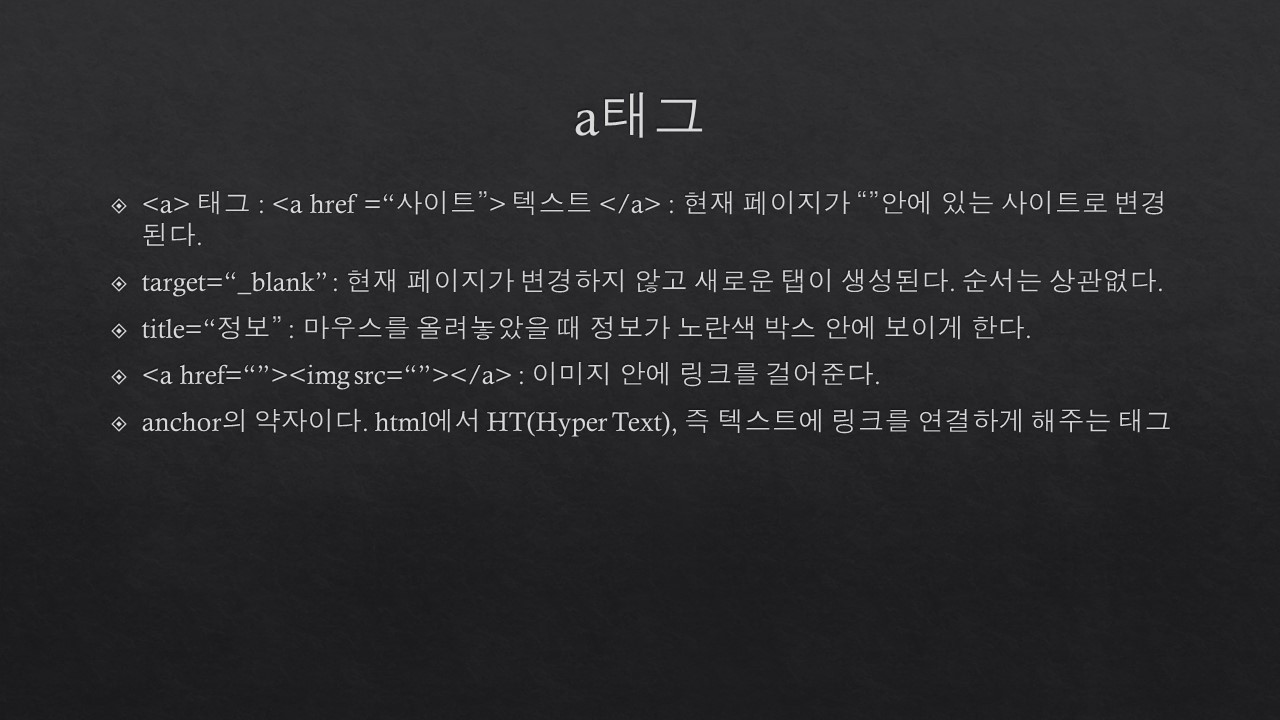 a태그
<a> 태그 : <a href =“사이트”> 텍스트 </a> : 현재 페이지가 “”안에 있는 사이트로 변경
된다.
target=“_blank” : 현재 페이지가 변경하지 않고 새로운 탭이 생성된다. 순서는 상관없다.
title=“정보” : 마우스를 올려놓았을 때 정보가 노란색 박스 안에 보이게 한다.
<a href=“”><img src=“”></a> : 이미지 안에 링크를 걸어준다.
anchor의 약자이다. html에서 HT(Hyper Text), 즉 텍스트에 링크를 연결하게 해주는 태그